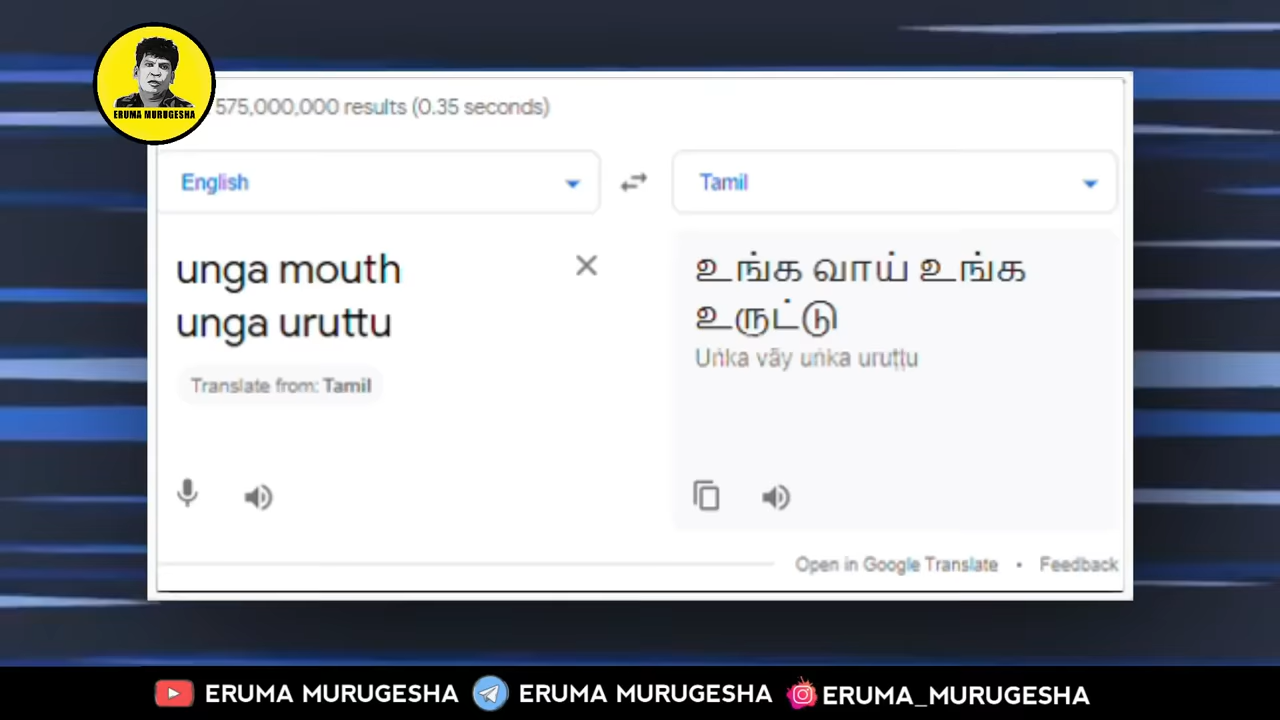 ERUMA MURUGESHA
575,000,000 results (0.35 seconds)
English
Tamil
unga mouth
unga uruttu
Translate from: Tamil
உங்க வாய் உங்க
உருட்டு
Uṅka vāy uṅka uruṭṭu
Open in Google Translate • Feedback
ERUMA MURUGESHA ERUMA MURUGESHA ERUMA_MURUGESHA